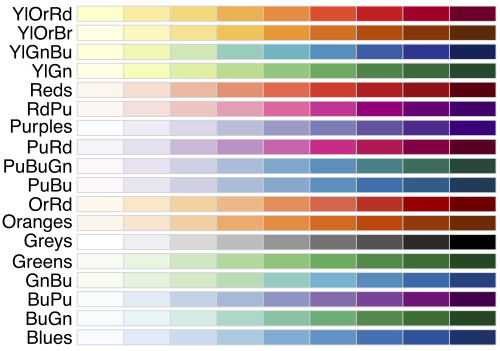 YlOrRd
YlOrBr
YlGnBu
YlGn
Reds
RdPu
Purples
PuRd
PuBuGn
PuBu
OrRd
Oranges
Greys
Greens
GnBu
BuPu
BuGn
Blues